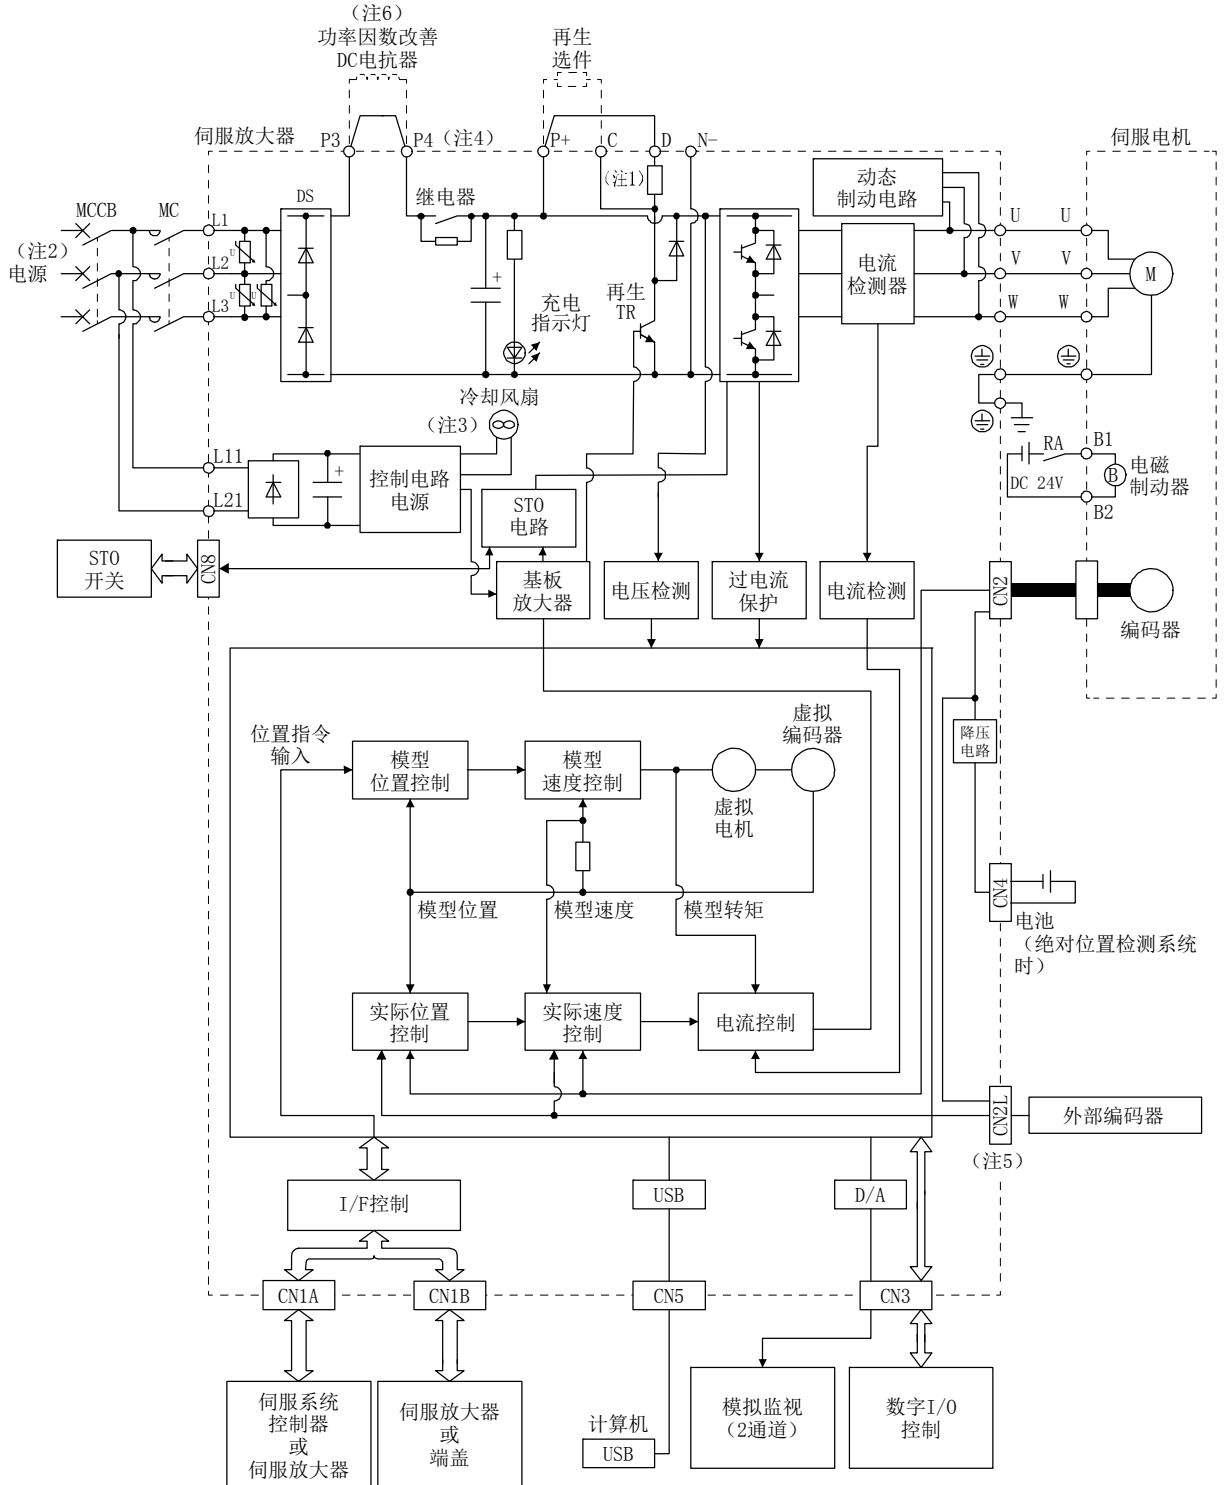 （注6）
功率因数改善
DC电抗器
再生
选件
伺服放大器
P3
P4（注4）
P+
C
D
N-
伺服电机
（注1）
动态
制动电路
DS
继电器
MCCB
MC
L1
U
U
（注2）
电源
U
L2
电流
检测器
V
V
M
U
U
L3
+
充电
指示灯
再生
TR
W
W
冷却风扇
（注3）
L11
+
控制电路
电源
RA
B1
DC 24V
B
电磁
制动器
L21
STO
电路
B2
STO
开关
CN8
基板
放大器
电压检测
过电流
保护
电流检测
CN2
编码器
位置指令
输入
模型
位置控制
模型
速度控制
虚拟
编码器
降压
电路
虚拟
电机
模型位置
模型速度
模型转矩
CN4
电池
（绝对位置检测系统
时）
实际位置
控制
实际速度
控制
电流控制
CN2L
外部编码器
（注5）
I/F控制
USB
D/A
CN1A
CN1B
CN5
CN3
伺服系统
控制器
或
伺服放大器
伺服放大器
或
端盖
计算机
USB
模拟监视
（2通道）
数字I/O
控制